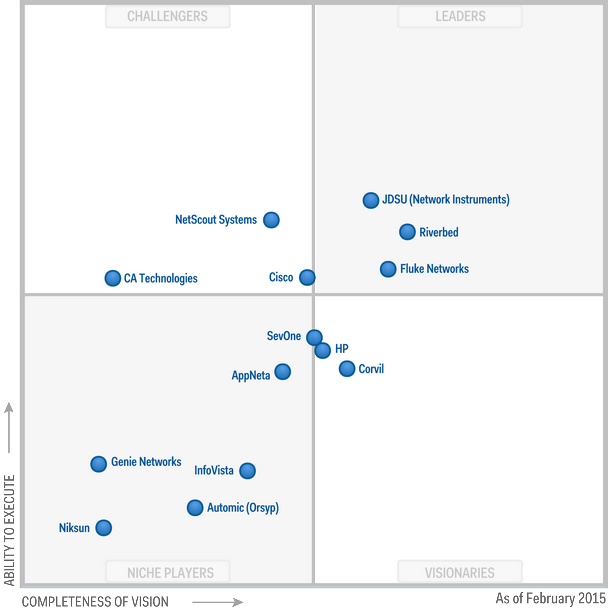 CHALLENGERS
LEADERS
JDSU (Network Instruments)
NetScout Systems
Riverbed
Fluke Networks
CA Technologies
Cisco
SevOne
HP
AppNeta
Corvil
Genie Networks
InfoVista
Automic (Orsyp)
Niksun
NICHE PLAYERS
VISIONARIES
ABILITY TO EXECUTE
COMPLETENESS OF VISION
As of February 2015